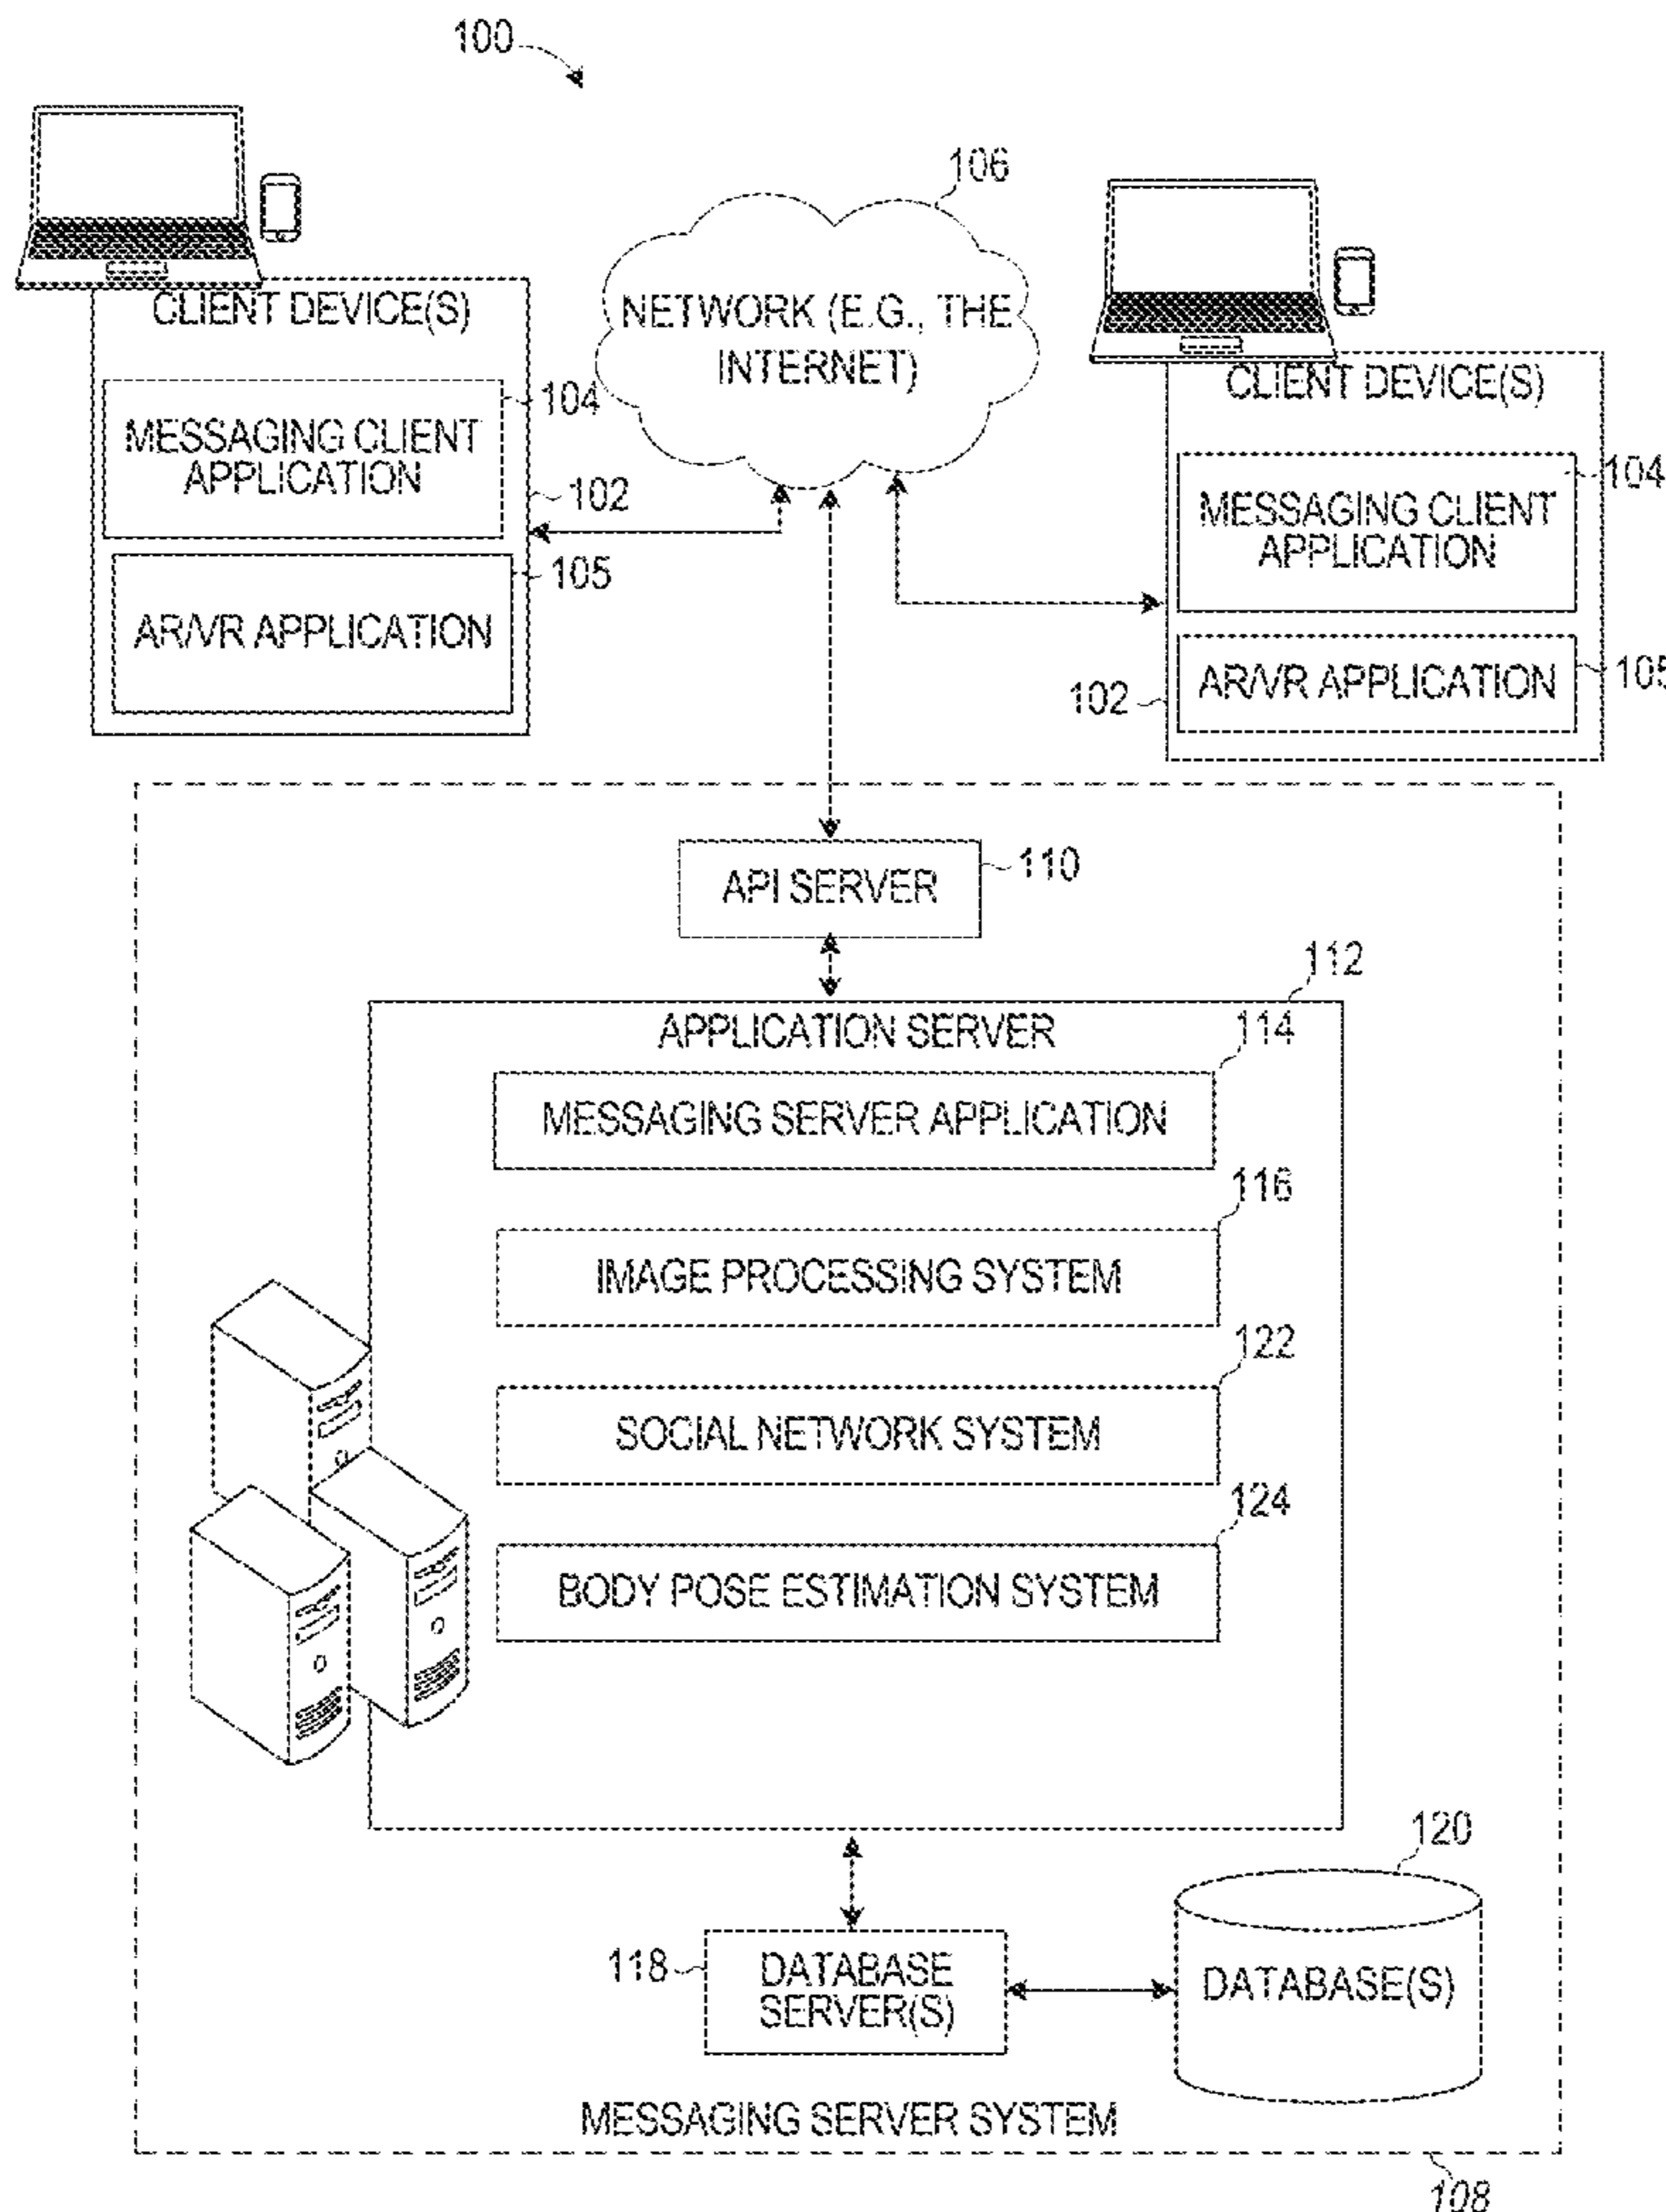 100
106
NETWORK (E.G., THE
INTERNET)
CLIENT DEVICE(S)
104
MESSAGING CLIENT
APPLICATION
102
105
AR/VR APPLICATION
CLIENT DEVICE(S)
104
MESSAGING CLIENT
APPLICATION
102
AR/VR APPLICATION
105
API SERVER
110
112
APPLICATION SERVER
114
MESSAGING SERVER APPLICATION
116
IMAGE PROCESSING SYSTEM
122
SOCIAL NETWORK SYSTEM
124
BODY POSE ESTIMATION SYSTEM
120
118
DATABASE
SERVER(S)
DATABASE(S)
MESSAGING SERVER SYSTEM
108